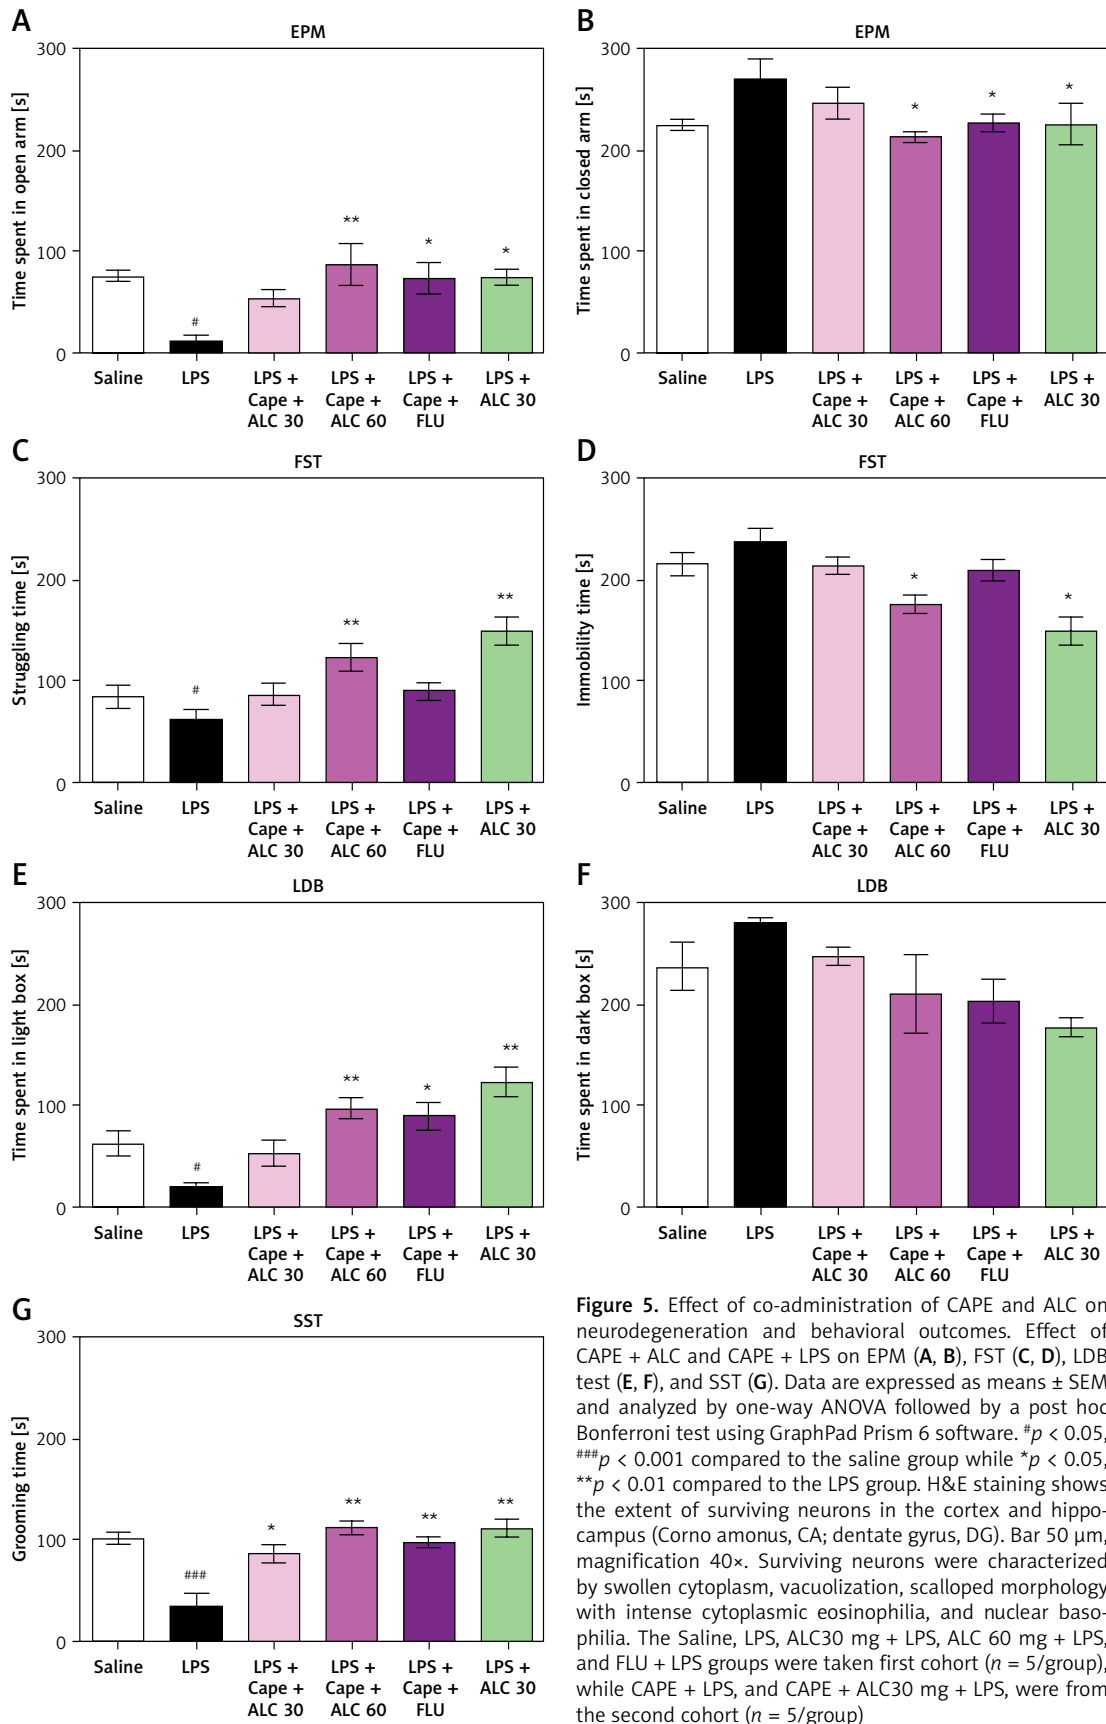 A
EPM
Time spent in open arm [s]
300
200
100
0
#
**
*
*
Saline
LPS
LPS +
Cape +
ALC 30
LPS +
Cape +
ALC 60
LPS +
Cape +
FLU
LPS +
ALC 30
B
EPM
Time spent in closed arm [s]
300
200
100
0
*
*
*
Saline
LPS
LPS +
Cape +
ALC 30
LPS +
Cape +
ALC 60
LPS +
Cape +
FLU
LPS +
ALC 30
C
FST
Struggling time [s]
300
200
100
0
#
**
**
Saline
LPS
LPS +
Cape +
ALC 30
LPS +
Cape +
ALC 60
LPS +
Cape +
FLU
LPS +
ALC 30
D
FST
Immobility time [s]
300
200
100
0
*
*
Saline
LPS
LPS +
Cape +
ALC 30
LPS +
Cape +
ALC 60
LPS +
Cape +
FLU
LPS +
ALC 30
E
LDB
Time spent in light box [s]
300
200
100
0
#
**
*
**
Saline
LPS
LPS +
Cape +
ALC 30
LPS +
Cape +
ALC 60
LPS +
Cape +
FLU
LPS +
ALC 30
F
LDB
Time spent in dark box [s]
300
200
100
0
Saline
LPS
LPS +
Cape +
ALC 30
LPS +
Cape +
ALC 60
LPS +
Cape +
FLU
LPS +
ALC 30
G
SST
Grooming time [s]
300
200
100
0
###
*
**
**
**
Saline
LPS
LPS +
Cape +
ALC 30
LPS +
Cape +
ALC 60
LPS +
Cape +
FLU
LPS +
ALC 30
Figure 5. Effect of co-administration of CAPE and ALC on
neurodegeneration and behavioral outcomes. Effect of
CAPE + ALC and CAPE + LPS on EPM (A, B), FST (C, D), LDB
test (E, F), and SST (G). Data are expressed as means ± SEM
and analyzed by one-way ANOVA followed by a post hoc
Bonferroni test using GraphPad Prism 6 software. #p < 0.05,
###p < 0.001 compared to the saline group while *p < 0.05,
**p < 0.01 compared to the LPS group. H&E staining shows
the extent of surviving neurons in the cortex and hippo-
campus (Corno amonus, CA; dentate gyrus, DG). Bar 50 µm,
magnification 40×. Surviving neurons were characterized
by swollen cytoplasm, vacuolization, scalloped morphology
with intense cytoplasmic eosinophilia, and nuclear baso-
philia. The Saline, LPS, ALC30 mg + LPS, ALC 60 mg + LPS,
and FLU + LPS groups were taken first cohort (n = 5/group),
while CAPE + LPS, and CAPE + ALC30 mg + LPS, were from
the second cohort (n = 5/group)